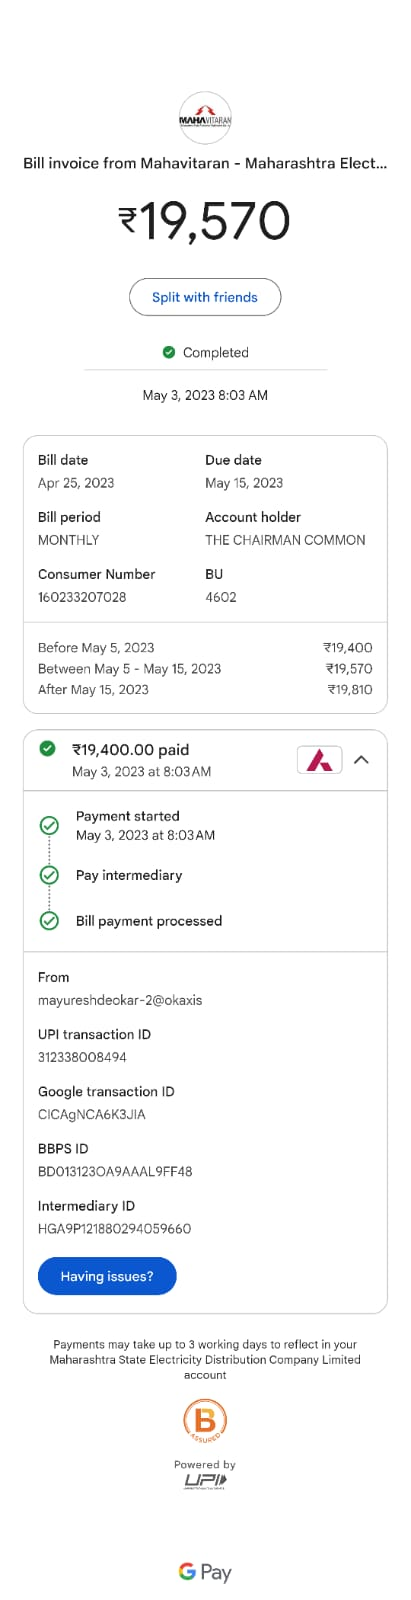 MAHAVITARAN
Bill invoice from Mahavitaran - Maharashtra Elect...
₹19,570
Split with friends
Completed
May 3, 2023 8:03 AM
Bill date Due date
Apr 25, 2023 May 15, 2023
Bill period Account holder
MONTHLY THE CHAIRMAN COMMON
Consumer Number BU
160233207028 4602
Before May 5, 2023 ₹19,400
Between May 5 - May 15, 2023 ₹19,570
After May 15, 2023 ₹19,810
₹19,400.00 paid
May 3, 2023 at 8:03 AM
Payment started
May 3, 2023 at 8:03 AM
Pay intermediary
Bill payment processed
From
mayureshdeokar-2@okaxis
UPI transaction ID
312338008494
Google transaction ID
CICAgNCA6K3JIA
BBPS ID
BD013123OA9AAAL9FF48
Intermediary ID
HGA9P121880294059660
Having issues?
Payments may take up to 3 working days to reflect in your
Maharashtra State Electricity Distribution Company Limited
account
B
ASSURED
Powered by
UPI
G Pay